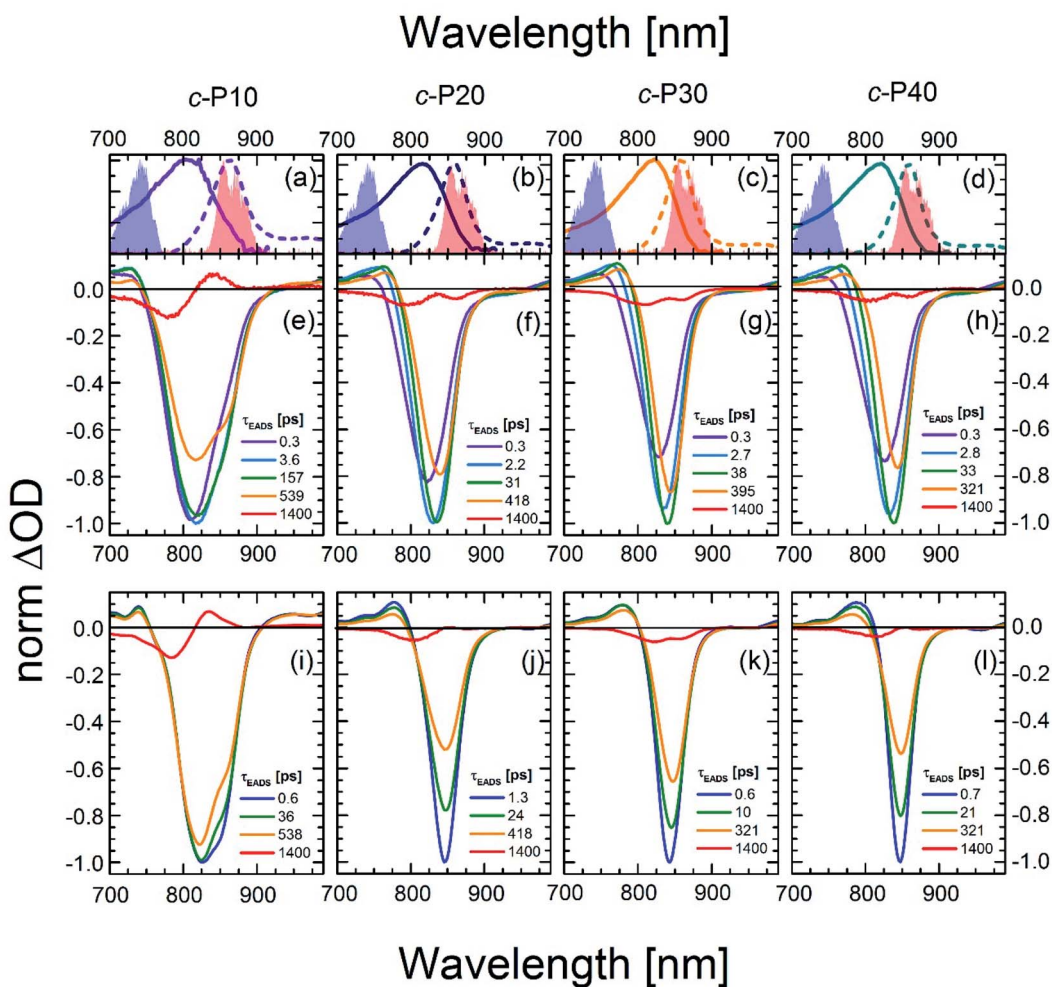 Wavelength [nm]
c-P10 c-P20 c-P30 c-P40
700 800 900 700 800 900 700 800 900 700 800 900
(a) (b) (c) (d)
0.0 0.0
(e) (f) (g) (h)
-0.2 -0.2
-0.4 -0.4
τEADS [ps] τEADS [ps] τEADS [ps] τEADS [ps]
-0.6 0.3 0.3 0.3 0.3 -0.6
3.6 2.2 2.7 2.8
-0.8 157 31 38 33 -0.8
539 418 395 321
1400 1400 1400 1400
-1.0 -1.0
700 800 900 700 800 900 700 800 900 700 800 900
norm ΔOD
0.0 0.0
(i) (j) (k) (l)
-0.2 -0.2
-0.4 -0.4
-0.6 τEADS [ps] τEADS [ps] τEADS [ps] τEADS [ps] -0.6
0.6 1.3 0.6 0.7
-0.8 36 24 10 21 -0.8
538 418 321 321
1400 1400 1400 1400
-1.0 -1.0
700 800 900 700 800 900 700 800 900 700 800 900
Wavelength [nm]